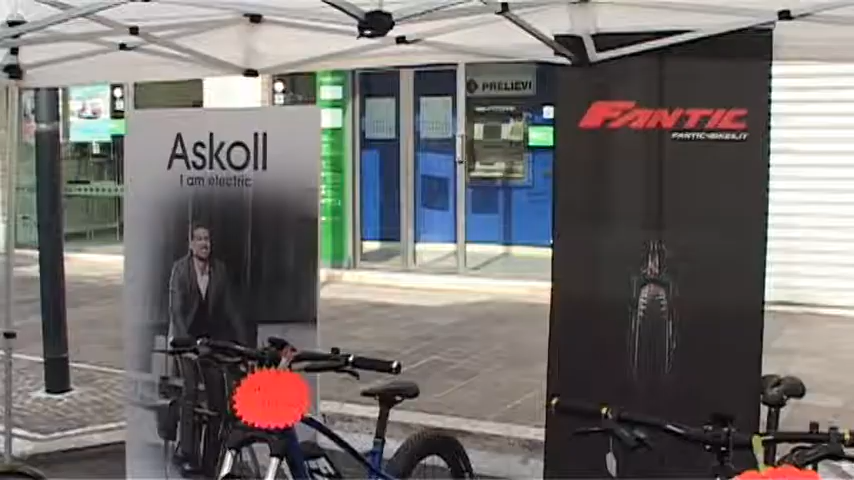 PRELIEVI
Askoll
I am electric
FANTIC
FANTIC-BIKES.IT